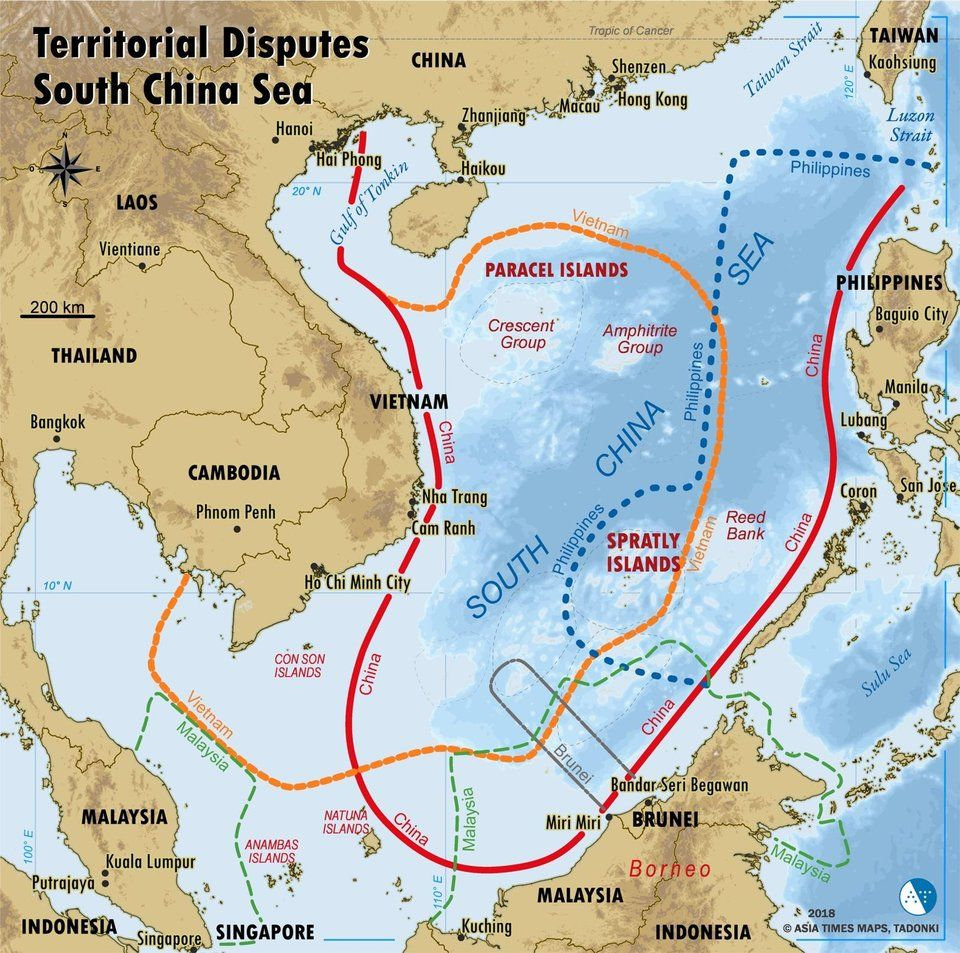 Territorial Disputes
South China Sea
CHINA
Tropic of Cancer
Shenzen
Macau
Hong Kong
Taiwan Strait
TAIWAN
Kaohsiung
120° E
Luzon
Strait
Hanoi
Hai Phong
Zhanjiang
Haikou
20° N
Gulf of Tonkin
N
O
E
S
LAOS
Vientiane
200 km
THAILAND
Bangkok
Philippines
SEA
Vietnam
PARACEL ISLANDS
Crescent
Group
Amphitrite
Group
PHILIPPINES
Baguio City
China
Philippines
Manila
Lubang
VIETNAM
China
CHINA
CAMBODIA
Phnom Penh
Nha Trang
Cam Ranh
Coron
San Jose
China
Reed
Bank
Philippines
SPRATLY
ISLANDS
Vietnam
SOUTH
Ho Chi Minh City
10° N
CON SON
ISLANDS
China
Sulu Sea
Vietnam
Malaysia
China
Brunei
Bandar Seri Begawan
Miri Miri
BRUNEI
MALAYSIA
NATUNA
ISLANDS
China
Malaysia
ANAMBAS
ISLANDS
100° E
Kuala Lumpur
Putrajaya
Borneo
Malaysia
MALAYSIA
110° E
INDONESIA
Singapore
SINGAPORE
Kuching
INDONESIA
2018
© ASIA TIMES MAPS, TADONKI